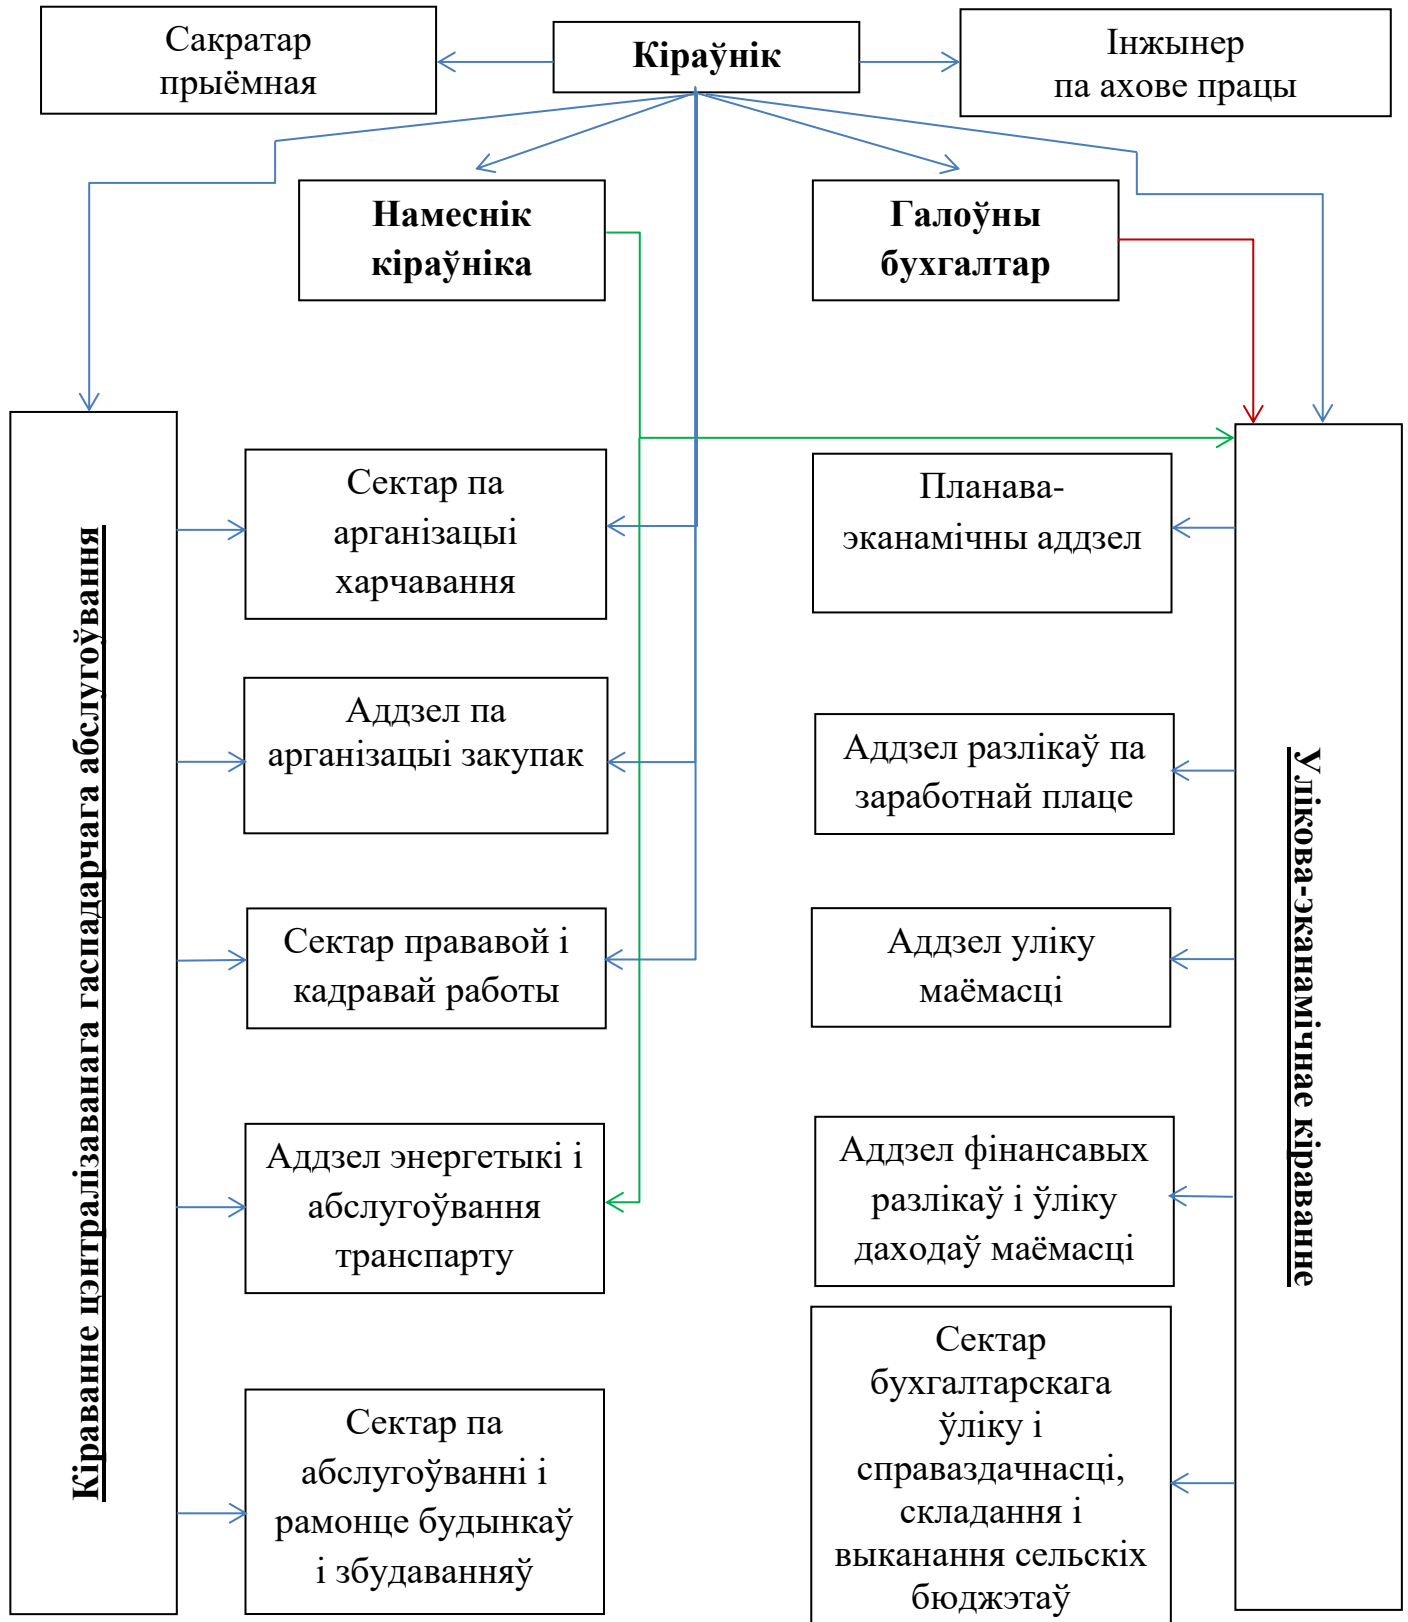 Сакратар
прыёмная
Кіраўнік
Інжынер
па ахове працы
Намеснік
кіраўніка
Галоўны
бухгалтар
Кіраванне цэнтралізаванага гаспадарчага абслугоўвання
Сектар па
арганізацыі
харчавання
Аддзел па
арганізацыі закупак
Сектар прававой і
кадравай работы
Аддзел энергетыкі і
абслугоўвання
транспарту
Сектар па
абслугоўванні і
рамонце будынкаў
і збудаванняў
Планава-
эканамічны аддзел
Аддзел разлікаў па
заработнай плаце
Аддзел уліку
маёмасці
Аддзел фінансавых
разлікаў і ўліку
даходаў маёмасці
Сектар
бухгалтарскага
ўліку і
справаздачнасці,
складання і
выканання сельскіх
бюджэтаў
Улікова-эканамічнае кіраванне